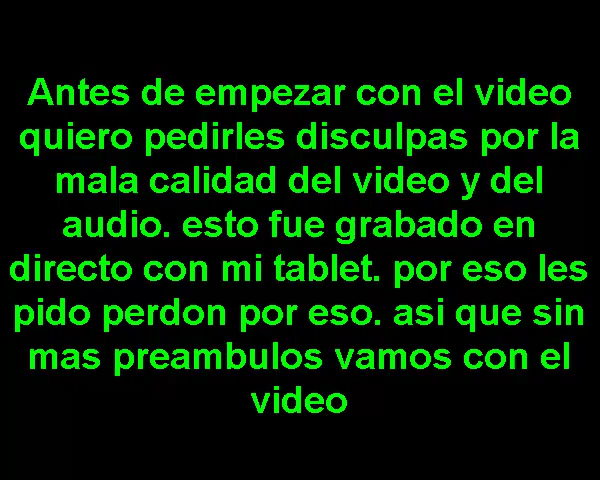 Antes de empezar con el video
quiero pedirles disculpas por la
mala calidad del video y del
audio. esto fue grabado en
directo con mi tablet. por eso les
pido perdon por eso. asi que sin
mas preambulos vamos con el
video